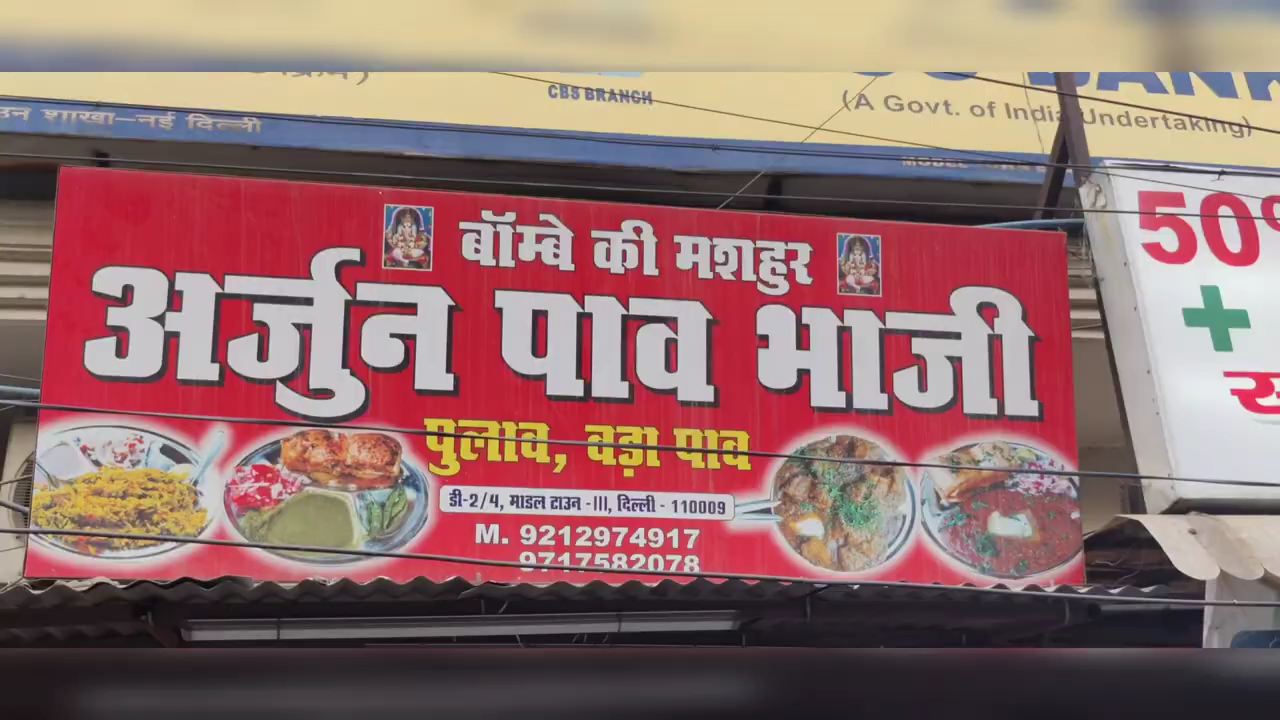 CBS BRANCH
(A Govt. of India Undertaking)
शाखा–नई दिल्ली
बॉम्बे की मशहुर
अर्जुन पाव भाजी
पुलाव, वड़ा पाव
डी-2/4, माडल टाउन -III, दिल्ली - 110009
M. 9212974917
9717582078
50%
+